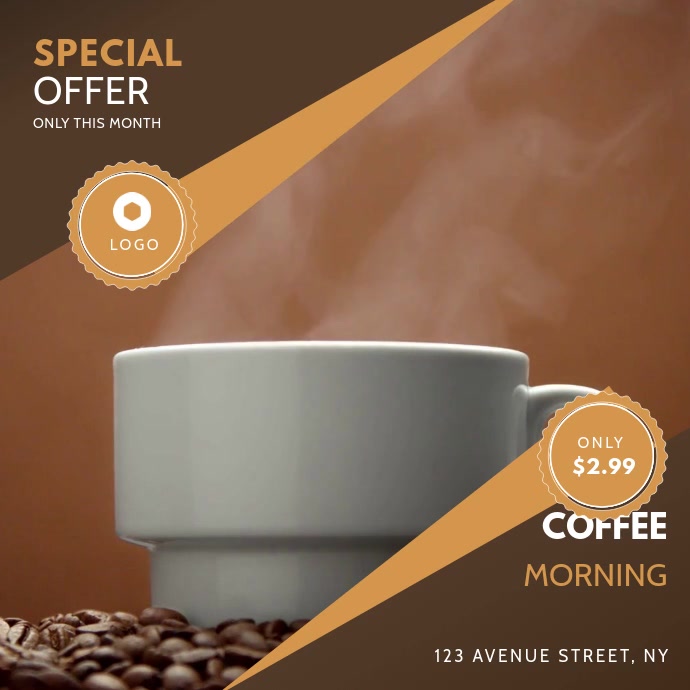 SPECIAL
OFFER
ONLY THIS MONTH
LOGO
ONLY
$2.99
COFFEE
MORNING
123 AVENUE STREET, NY